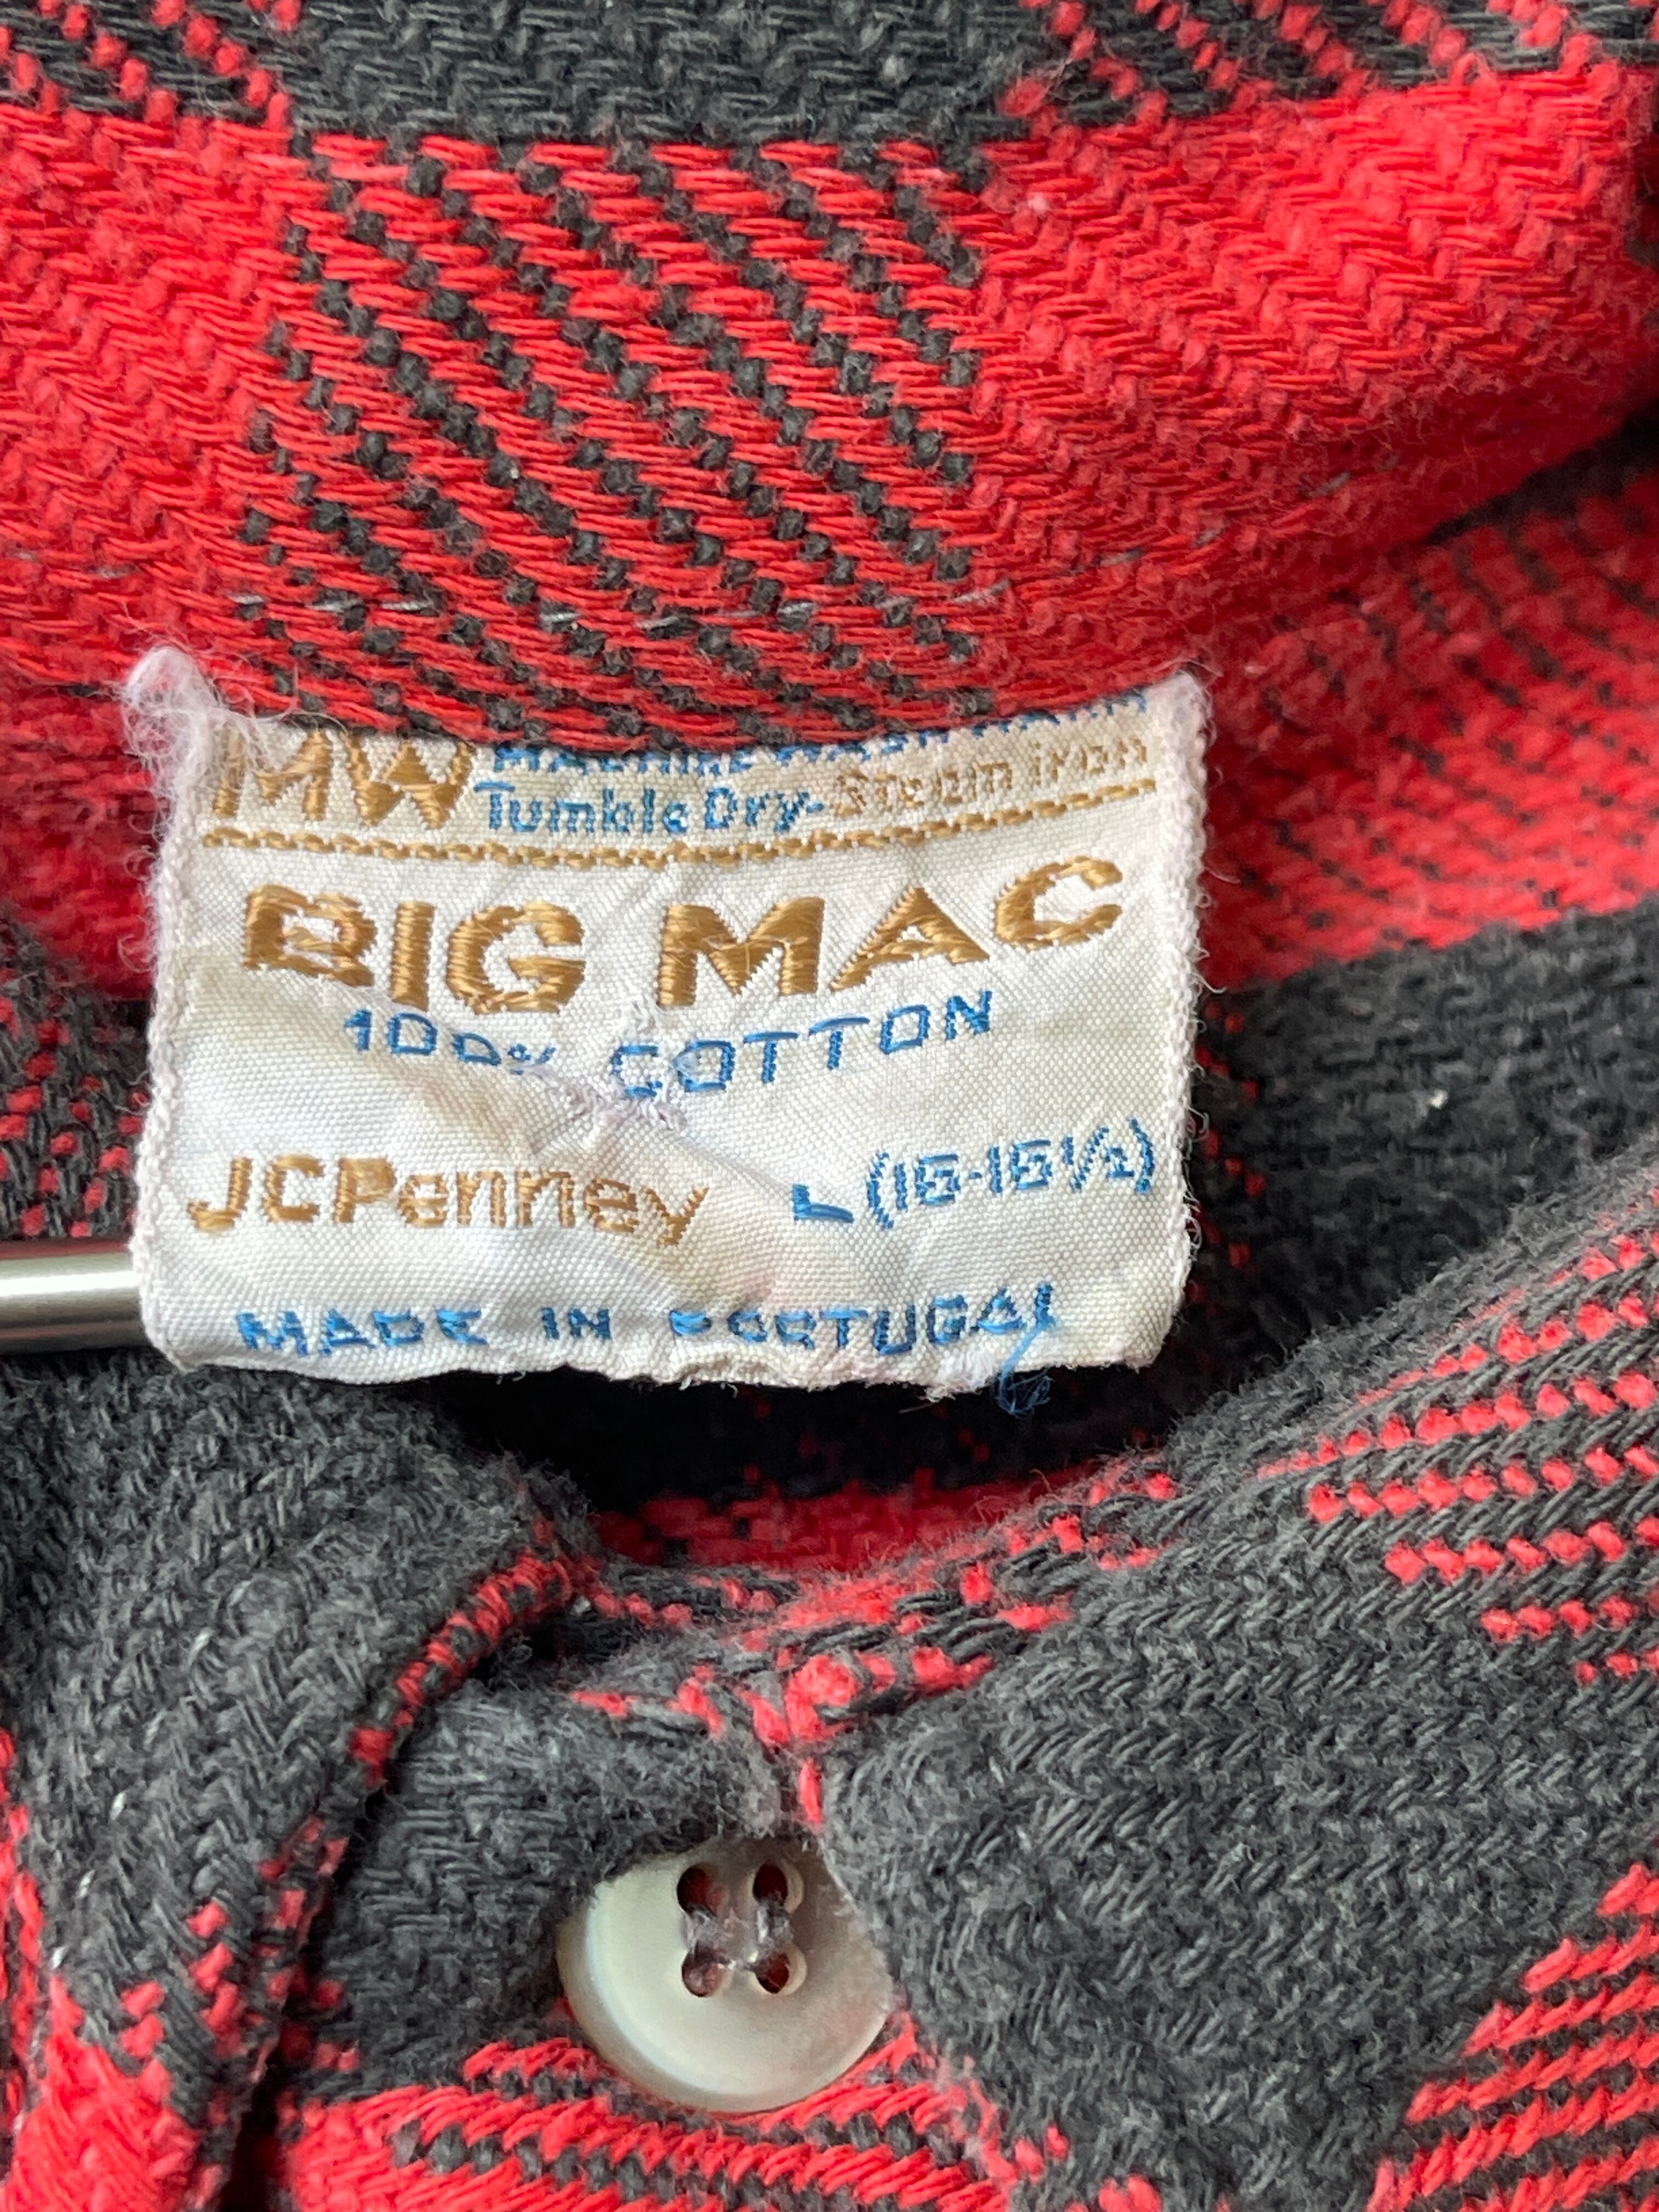 MW MACHINE WASH WARM
Tumble Dry-Steam iron
BIG MAC
100% COTTON
JCPenney L (16-16½)
MADE IN PORTUGAL